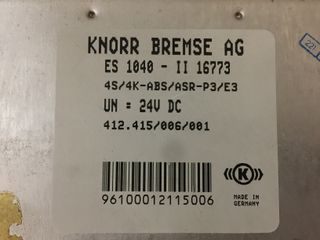 KNORR BREMSE AG
ES 1040 - II 16773
4S/4K-ABS/ASR-P3/E3
UN = 24V DC
412.415/006/001
MADE IN
GERMANY
96100012115006